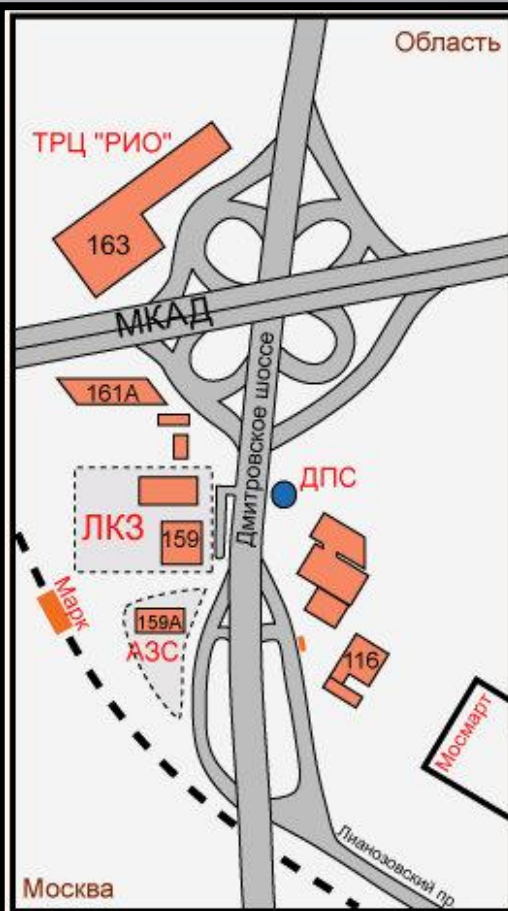 Область
ТРЦ "РИО"
163
МКАД
161А
Дмитровское шоссе
ДПС
ЛКЗ
159
Марк
159А
АЗС
116
Мосмарт
Лианозовский пр.
Москва